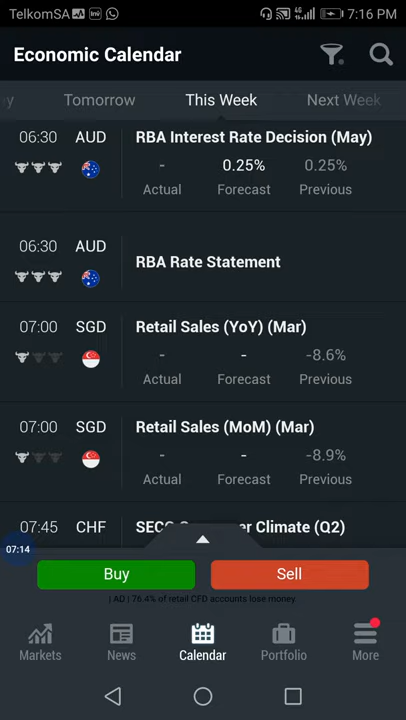 TelkomSA
7:16 PM
Economic Calendar
Tomorrow This Week Next Week
06:30 AUD RBA Interest Rate Decision (May)
- 0.25% 0.25%
Actual Forecast Previous
06:30 AUD
RBA Rate Statement
07:00 SGD Retail Sales (YoY) (Mar)
- - -8.6%
Actual Forecast Previous
07:00 SGD Retail Sales (MoM) (Mar)
- - -8.9%
Actual Forecast Previous
07:45 CHF SECO Climate (Q2)
07:14
Buy Sell
| AD | 76.4% of retail CFD accounts lose money.
Markets News Calendar Portfolio More